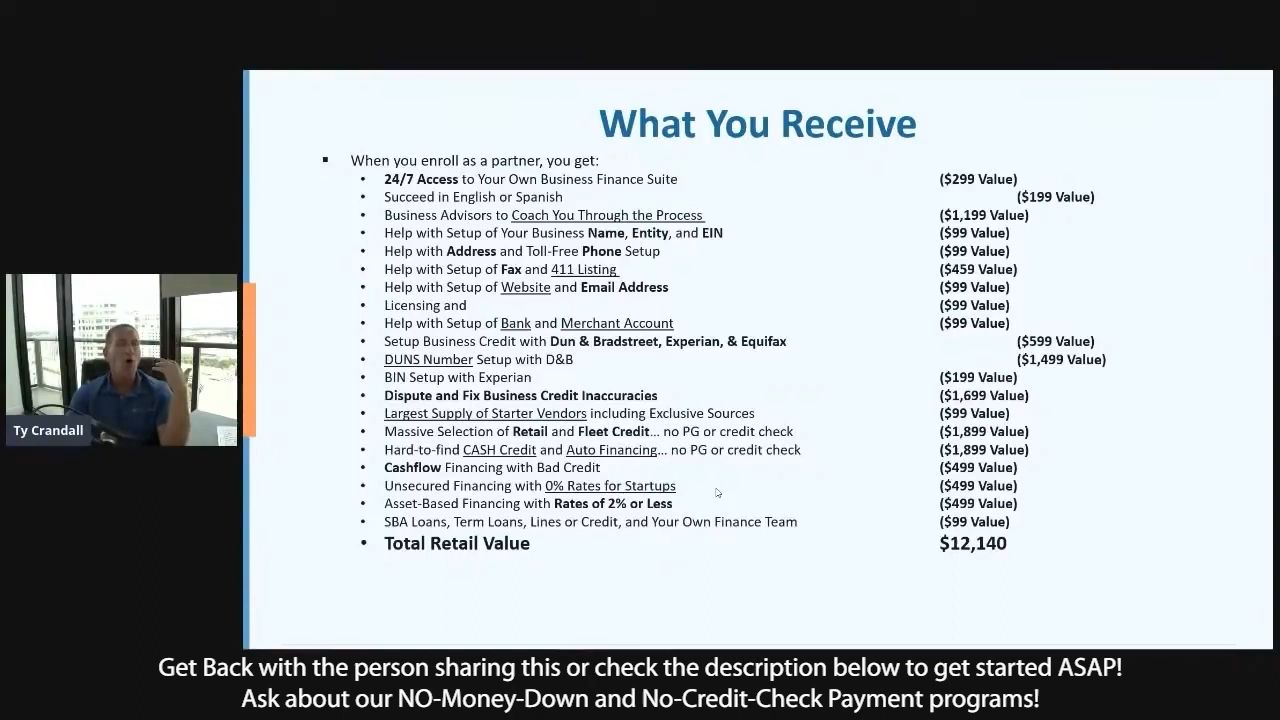 What You Receive
▪ When you enroll as a partner, you get:
• 24/7 Access to Your Own Business Finance Suite ($299 Value)
• Succeed in English or Spanish ($199 Value)
• Business Advisors to Coach You Through the Process ($1,199 Value)
• Help with Setup of Your Business Name, Entity, and EIN ($99 Value)
• Help with Address and Toll-Free Phone Setup ($99 Value)
• Help with Setup of Fax and 411 Listing ($459 Value)
• Help with Setup of Website and Email Address ($99 Value)
• Licensing and ($99 Value)
• Help with Setup of Bank and Merchant Account ($99 Value)
• Setup Business Credit with Dun & Bradstreet, Experian, & Equifax ($599 Value)
• DUNS Number Setup with D&B ($1,499 Value)
• BIN Setup with Experian ($199 Value)
• Dispute and Fix Business Credit Inaccuracies ($1,699 Value)
• Largest Supply of Starter Vendors including Exclusive Sources ($99 Value)
• Massive Selection of Retail and Fleet Credit... no PG or credit check ($1,899 Value)
• Hard-to-find CASH Credit and Auto Financing... no PG or credit check ($1,899 Value)
• Cashflow Financing with Bad Credit ($499 Value)
• Unsecured Financing with 0% Rates for Startups ($499 Value)
• Asset-Based Financing with Rates of 2% or Less ($499 Value)
• SBA Loans, Term Loans, Lines or Credit, and Your Own Finance Team ($99 Value)
• Total Retail Value $12,140
Ty Crandall
Get Back with the person sharing this or check the description below to get started ASAP!
Ask about our NO-Money-Down and No-Credit-Check Payment programs!